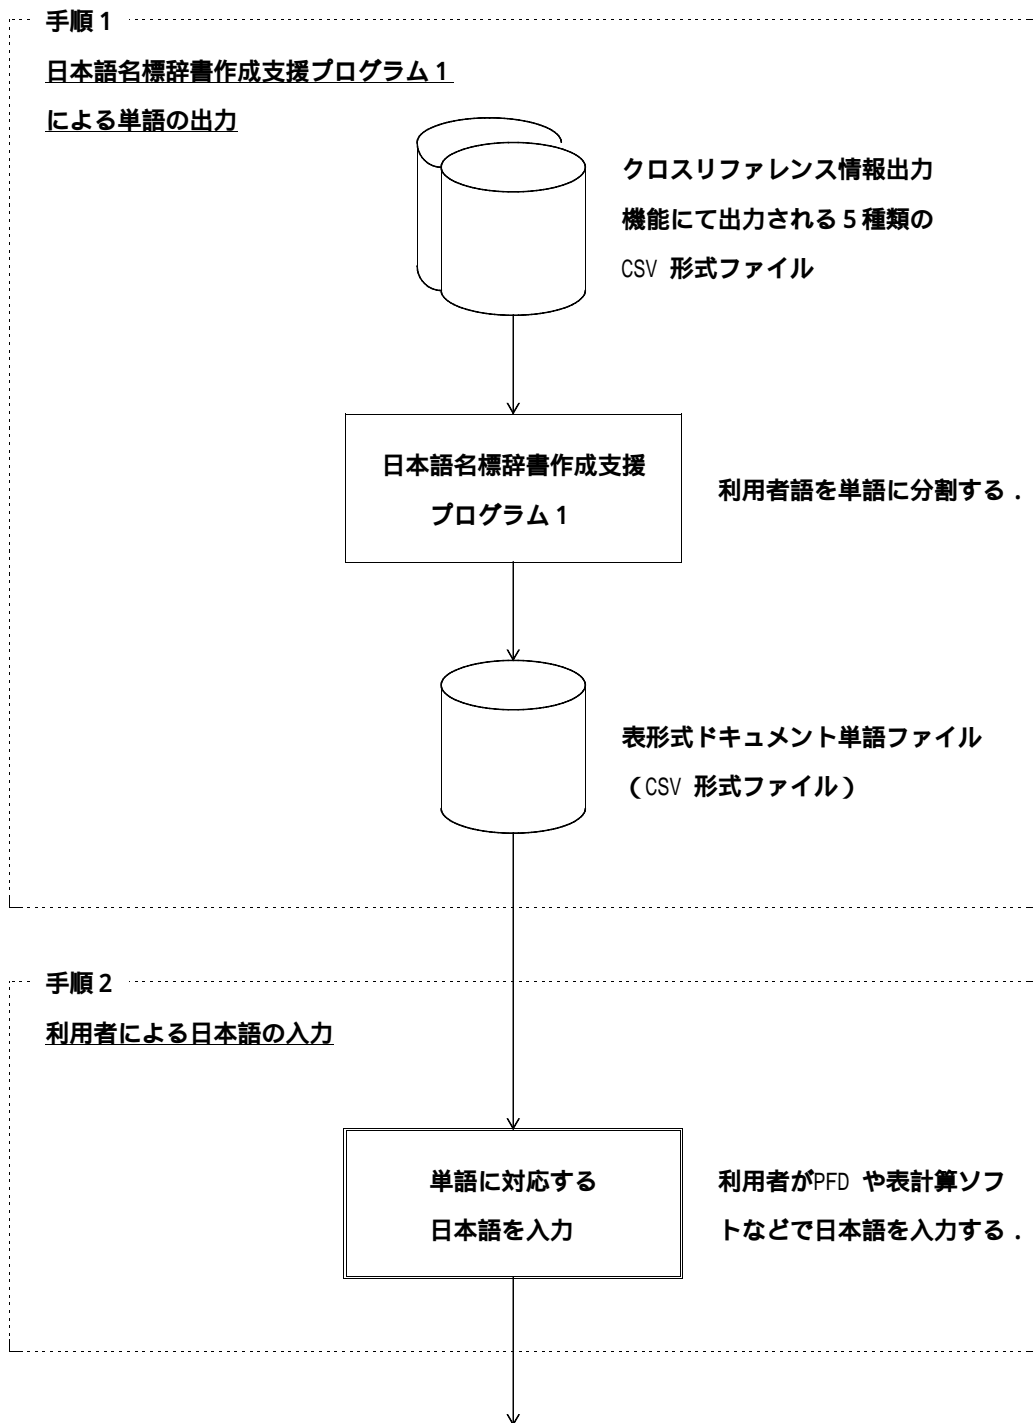 手順1
日本語名標辞書作成支援プログラム1
による単語の出力
クロスリファレンス情報出力
機能にて出力される5種類の
CSV 形式ファイル
日本語名標辞書作成支援
プログラム1
利用者語を単語に分割する.
表形式ドキュメント単語ファイル
(CSV 形式ファイル)
手順2
利用者による日本語の入力
単語に対応する
日本語を入力
利用者がPFD や表計算ソフ
トなどで日本語を入力する.